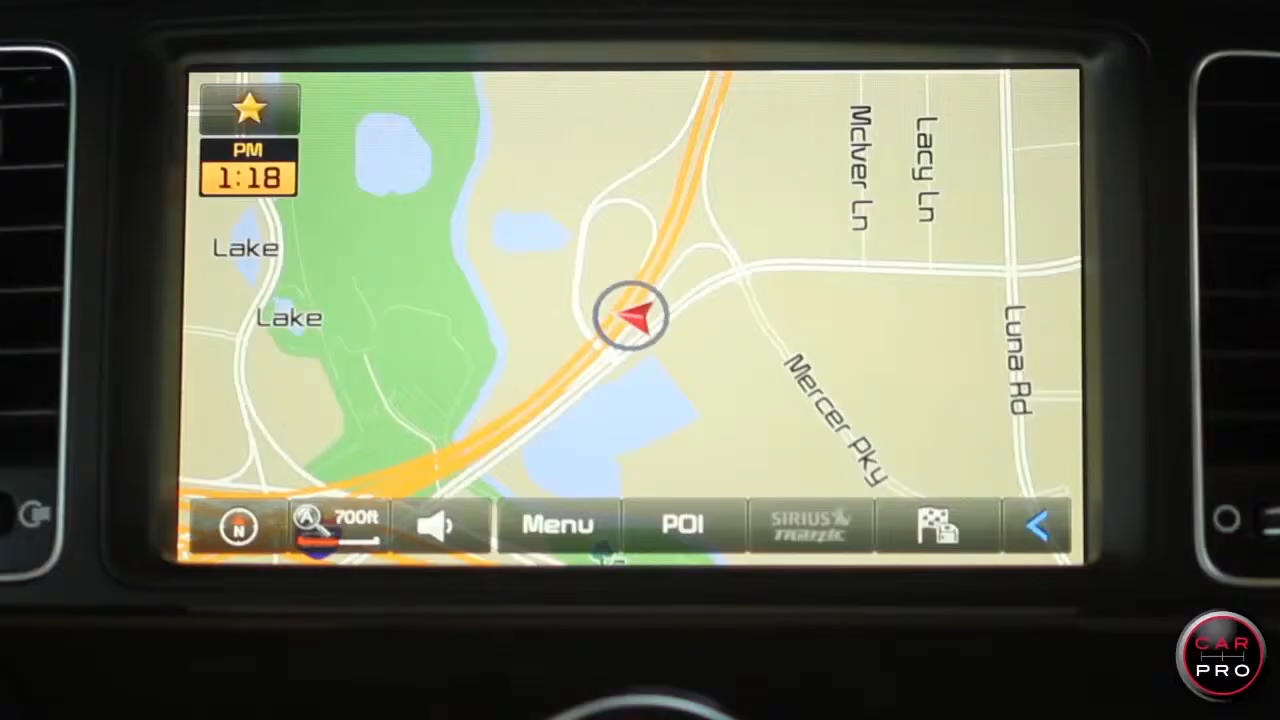 PM
1:18
McIver Ln
Lacy Ln
Lake
Lake
Luna Rd
Mercer Pky
N
A
700ft
Menu
POI
SIRIUS
Traffic
CAR
PRO